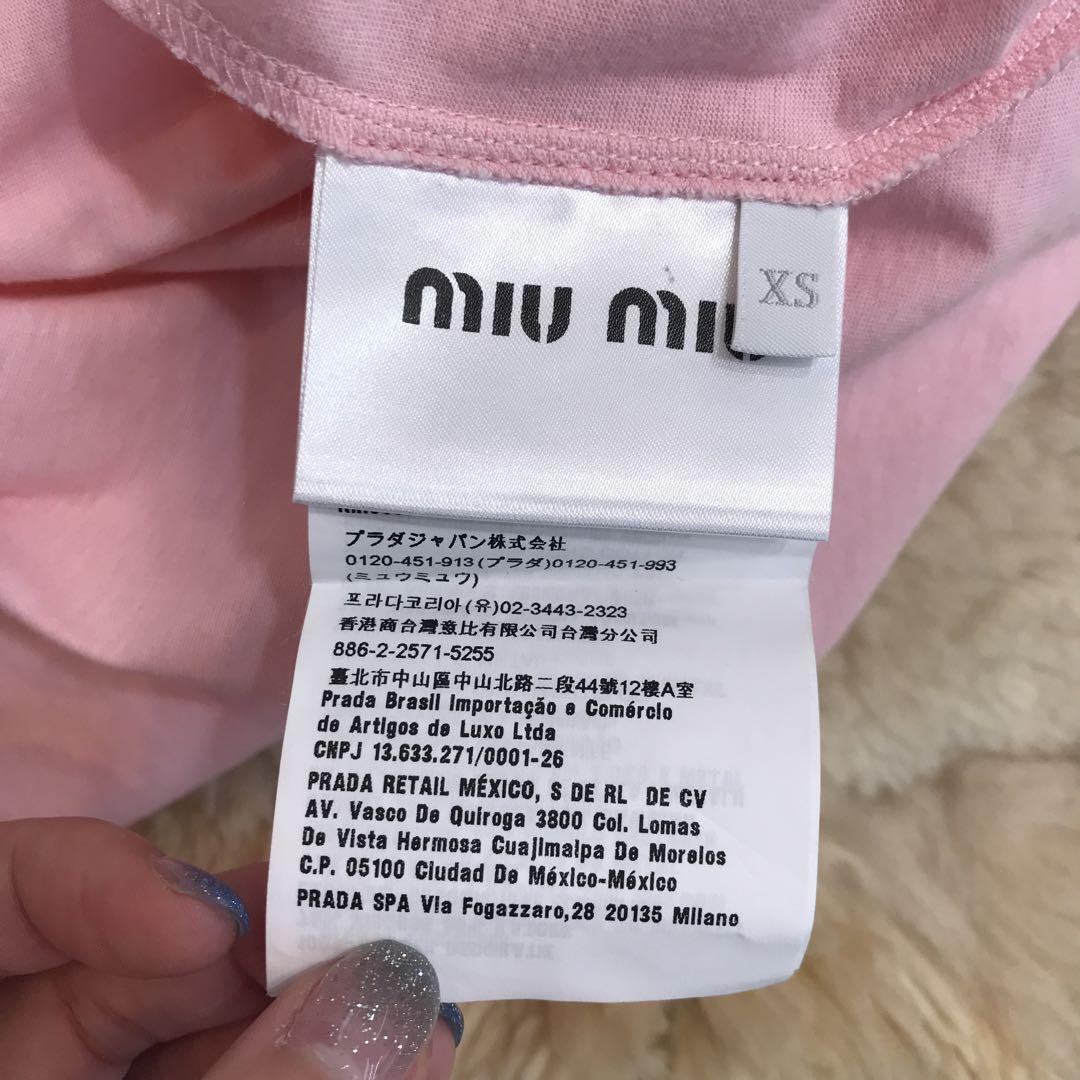 miu miu
XS
プラダジャパン株式会社
0120-451-913(プラダ)0120-451-993
(ミュウミュウ)
프라다코리아(유)02-3443-2323
香港商台灣意比有限公司台灣分公司
886-2-2571-5255
臺北市中山區中山北路二段44號12樓A室
Prada Brasil Importação e Comércio
de Artigos de Luxo Ltda
CNPJ 13.633.271/0001-26
PRADA RETAIL MÉXICO, S DE RL DE CV
AV. Vasco De Quiroga 3800 Col. Lomas
De Vista Hermosa Cuajimalpa De Morelos
C.P. 05100 Ciudad De México-México
PRADA SPA Via Fogazzaro,28 20135 Milano